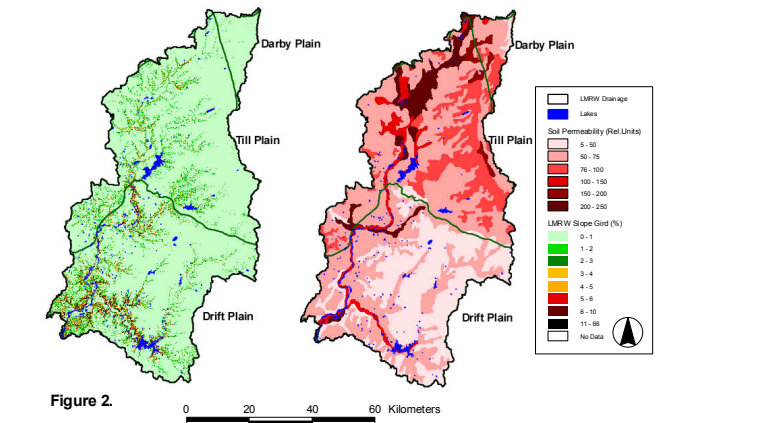 Darby Plain
Till Plain
Drift Plain
Darby Plain
Till Plain
Drift Plain
LMRW Drainage
Lakes
Soil Permeability (Rel.Units)
5 - 50
50 - 75
76 - 100
100 - 150
150 - 200
200 - 250
LMRW Slope Gird (%)
0 - 1
1 - 2
2 - 3
3 - 4
4 - 5
5 - 6
6 - 10
11 - 66
No Data
Figure 2.
0 20 40 60 Kilometers